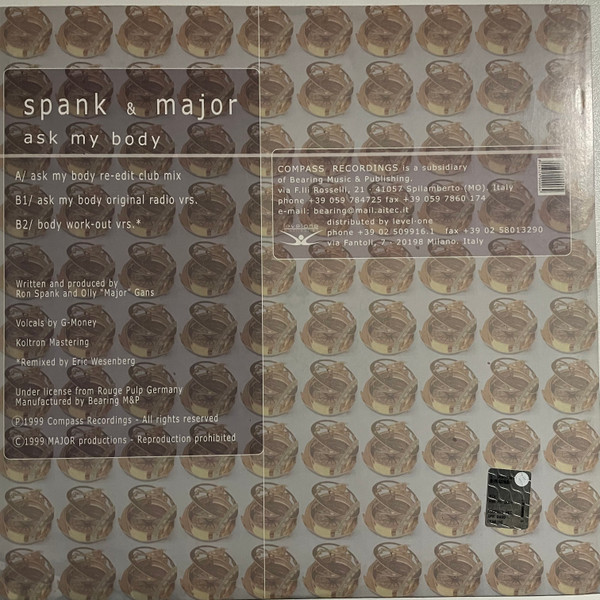 spank & major
ask my body
A/ ask my body re-edit club mix
B1/ ask my body original radio vrs.
B2/ body work-out vrs.*
Written and produced by
Ron Spank and Olly "Major" Gans
Volcals by G-Money
Koltron Mastering
*Remixed by Eric Wesenberg
Under license from Rouge Pulp Germany
Manufactured by Bearing M&P
Ⓟ1999 Compass Recordings - All rights reserved
Ⓒ1999 MAJOR productions - Reproduction prohibited
COMPASS RECORDINGS is a subsidiary
of Bearing Music & Publishing.
via F.lli Rosselli, 21 - 41057 Spilamberto (MO), Italy
phone +39 059 784725 fax +39 059 7860 174
e-mail: bearing@mail.aitec.it
distributed by level-one
phone +39 02 509916.1 fax +39 02 58013290
via Fantoli, 7 - 20198 Milano. Italy
levelone